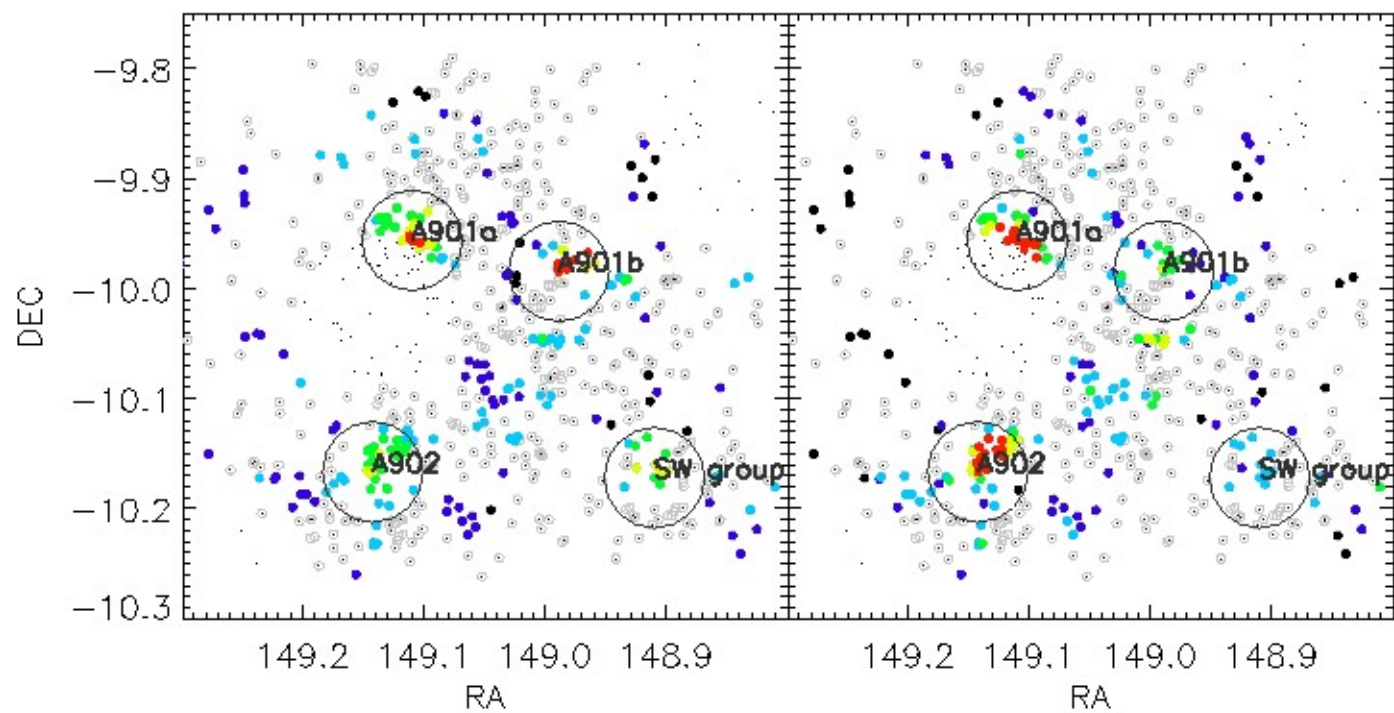 −9.8
−9.9
A901a A901a
A901b A901b
−10.0
DEC
−10.1
A902 SW group A902 SW group
−10.2
−10.3
149.2 149.1 149.0 148.9 149.2 149.1 149.0 148.9
RA RA